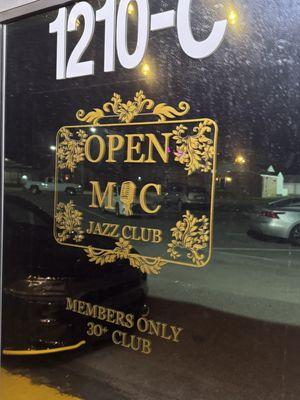 1210-C
OPEN
MIC
JAZZ CLUB
MEMBERS ONLY
30+ CLUB